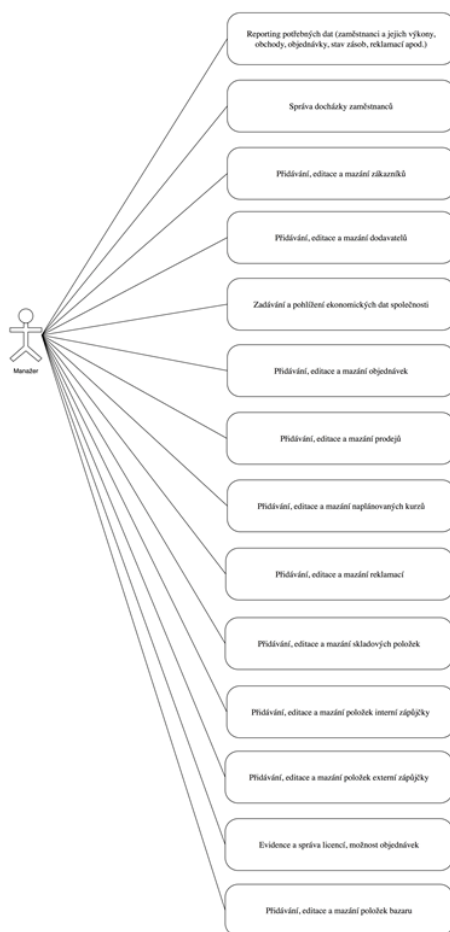 Reporting potřebných dat (zaměstnanci a jejich výkony,
obchody, objednávky, stav zásob, reklamací apod.)
Správa docházky zaměstnanců
Přidávání, editace a mazání zákazníků
Přidávání, editace a mazání dodavatelů
Zadávání a pohlížení ekonomických dat společnosti
Manažer
Přidávání, editace a mazání objednávek
Přidávání, editace a mazání prodejů
Přidávání, editace a mazání naplánovaných kurzů
Přidávání, editace a mazání reklamací
Přidávání, editace a mazání skladových položek
Přidávání, editace a mazání položek interní zápůjčky
Přidávání, editace a mazání položek externí zápůjčky
Evidence a správa licencí, možnost objednávek
Přidávání, editace a mazání položek bazaru